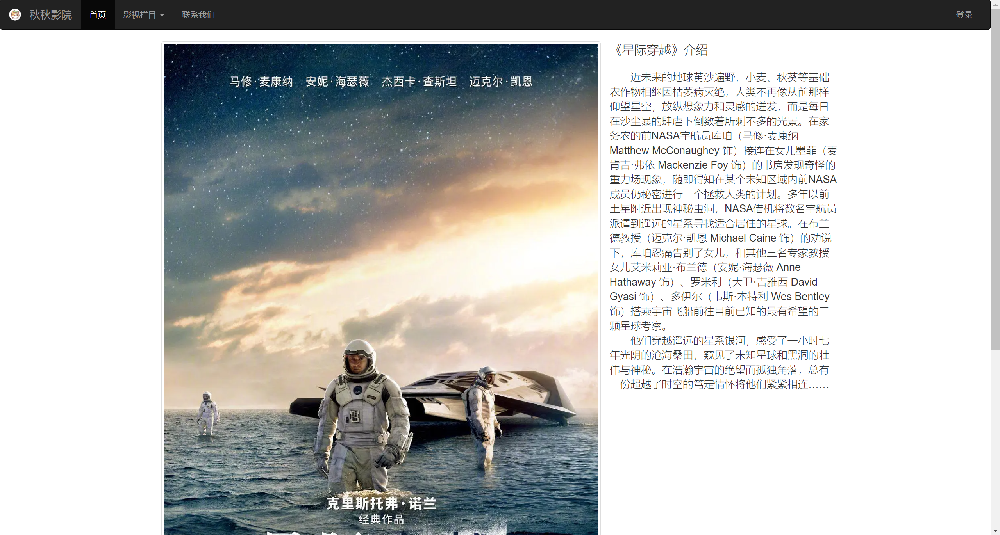 秋秋影院 首页 影视栏目 联系我们 登录
马修·麦康纳 安妮·海瑟薇 杰西卡·查斯坦 迈克尔·凯恩
NASA
克里斯托弗·诺兰
经典作品
《星际穿越》介绍
近未来的地球黄沙遍野，小麦、秋葵等基础
农作物相继因枯萎病灭绝，人类不再像从前那样
仰望星空，放纵想象力和灵感的迸发，而是每日
在沙尘暴的肆虐下倒数着所剩不多的光景。在家
务农的前NASA宇航员库珀（马修·麦康纳
Matthew McConaughey 饰）接连在女儿墨菲（麦
肯吉·弗依 Mackenzie Foy 饰）的书房发现奇怪的
重力场现象，随即得知在某个未知区域内前NASA
成员仍秘密进行一个拯救人类的计划。多年以前
土星附近出现神秘虫洞，NASA借机将数名宇航员
派遣到遥远的星系寻找适合居住的星球。在布兰
德教授（迈克尔·凯恩 Michael Caine 饰）的劝说
下，库珀忍痛告别了女儿，和其他三名专家教授
女儿艾米莉亚·布兰德（安妮·海瑟薇 Anne
Hathaway 饰）、罗米利（大卫·吉雅西 David
Gyasi 饰）、多伊尔（韦斯·本特利 Wes Bentley
饰）搭乘宇宙飞船前往目前已知的最有希望的三
颗星球考察。
他们穿越遥远的星系银河，感受了一小时七
年光阴的沧海桑田，窥见了未知星球和黑洞的壮
伟与神秘。在浩瀚宇宙的绝望而孤独角落，总有
一份超越了时空的笃定情怀将他们紧紧相连……